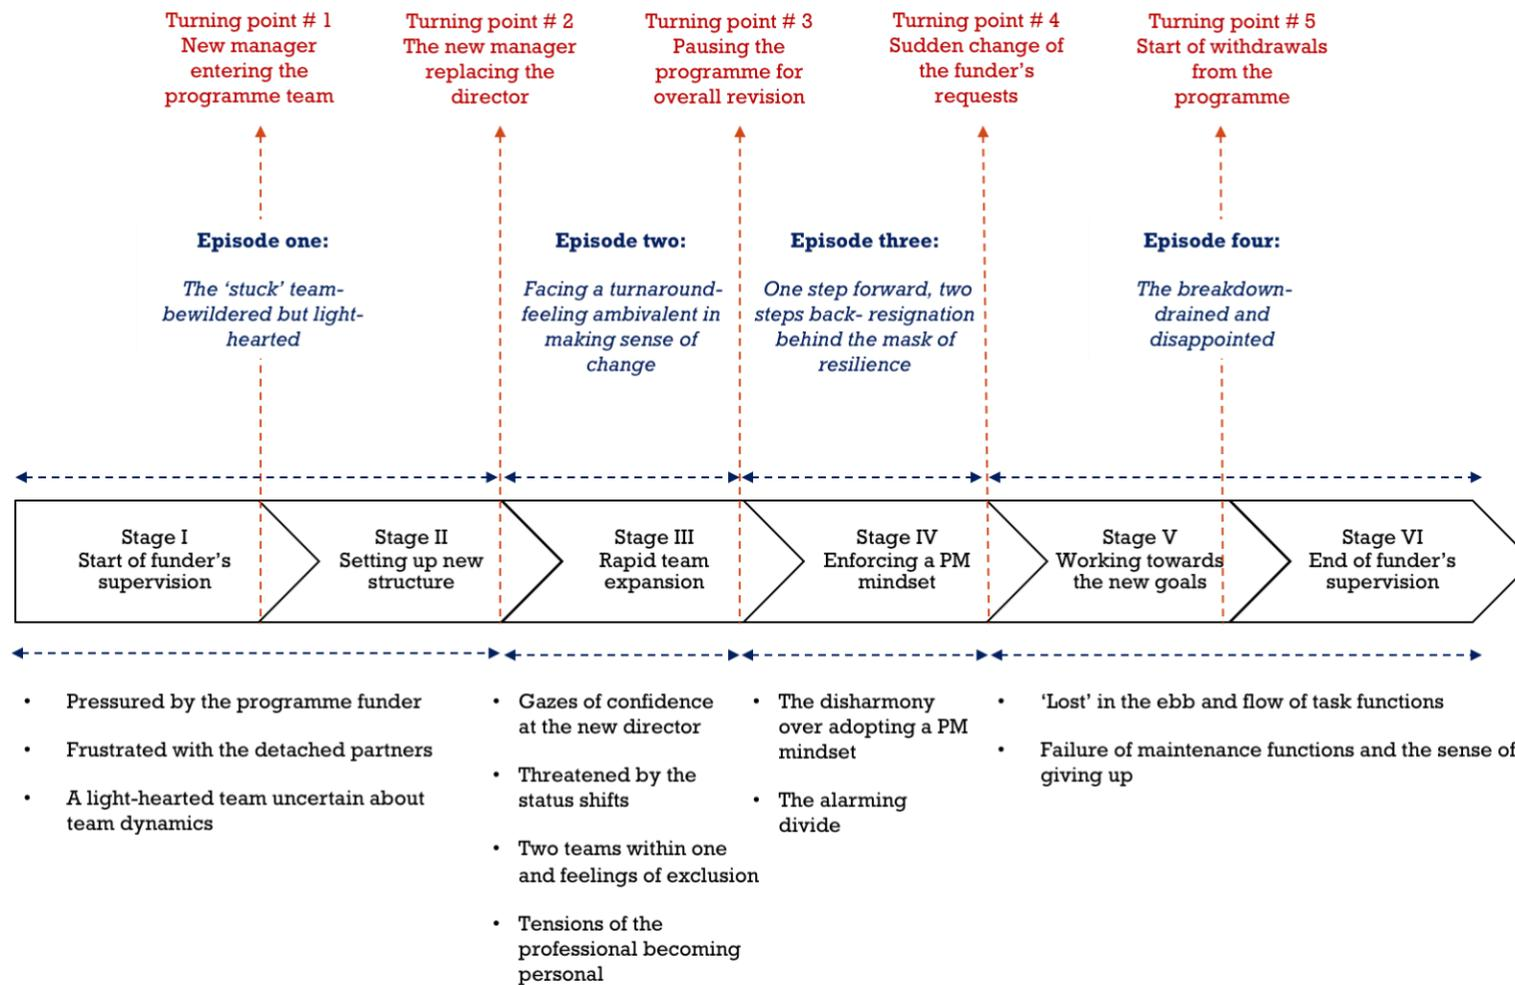 Turning point # 1
New manager
entering the
programme team
Turning point # 2
The new manager
replacing the
director
Turning point # 3
Pausing the
programme for
overall revision
Turning point # 4
Sudden change of
the funder’s
requests
Turning point # 5
Start of withdrawals
from the
programme
Episode one:
The ‘stuck’ team-
bewildered but light-
hearted
Episode two:
Facing a turnaround-
feeling ambivalent in
making sense of
change
Episode three:
One step forward, two
steps back- resignation
behind the mask of
resilience
Episode four:
The breakdown-
drained and
disappointed
Stage I
Start of funder’s
supervision
Stage II
Setting up new
structure
Stage III
Rapid team
expansion
Stage IV
Enforcing a PM
mindset
Stage V
Working towards
the new goals
Stage VI
End of funder’s
supervision
• Pressured by the programme funder
• Frustrated with the detached partners
• A light-hearted team uncertain about
team dynamics
• Gazes of confidence
at the new director
• Threatened by the
status shifts
• Two teams within one
and feelings of exclusion
• Tensions of the
professional becoming
personal
• The disharmony
over adopting a PM
mindset
• The alarming
divide
• ‘Lost’ in the ebb and flow of task functions
• Failure of maintenance functions and the sense of
giving up